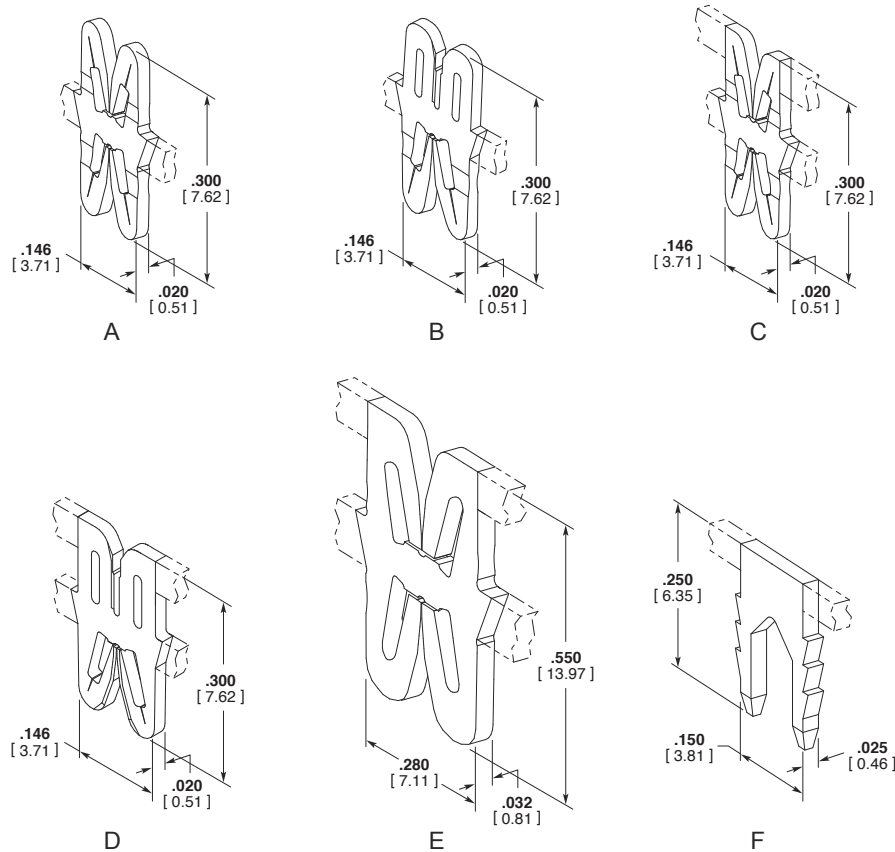 .300
[ 7.62 ]
.146
[ 3.71 ]
.020
[ 0.51 ]
A
.300
[ 7.62 ]
.146
[ 3.71 ]
.020
[ 0.51 ]
B
.300
[ 7.62 ]
.146
[ 3.71 ]
.020
[ 0.51 ]
C
.300
[ 7.62 ]
.146
[ 3.71 ]
.020
[ 0.51 ]
D
.550
[ 13.97 ]
.280
[ 7.11 ]
.032
[ 0.81 ]
E
.250
[ 6.35 ]
.150
[ 3.81 ]
.025
[ 0.46 ]
F